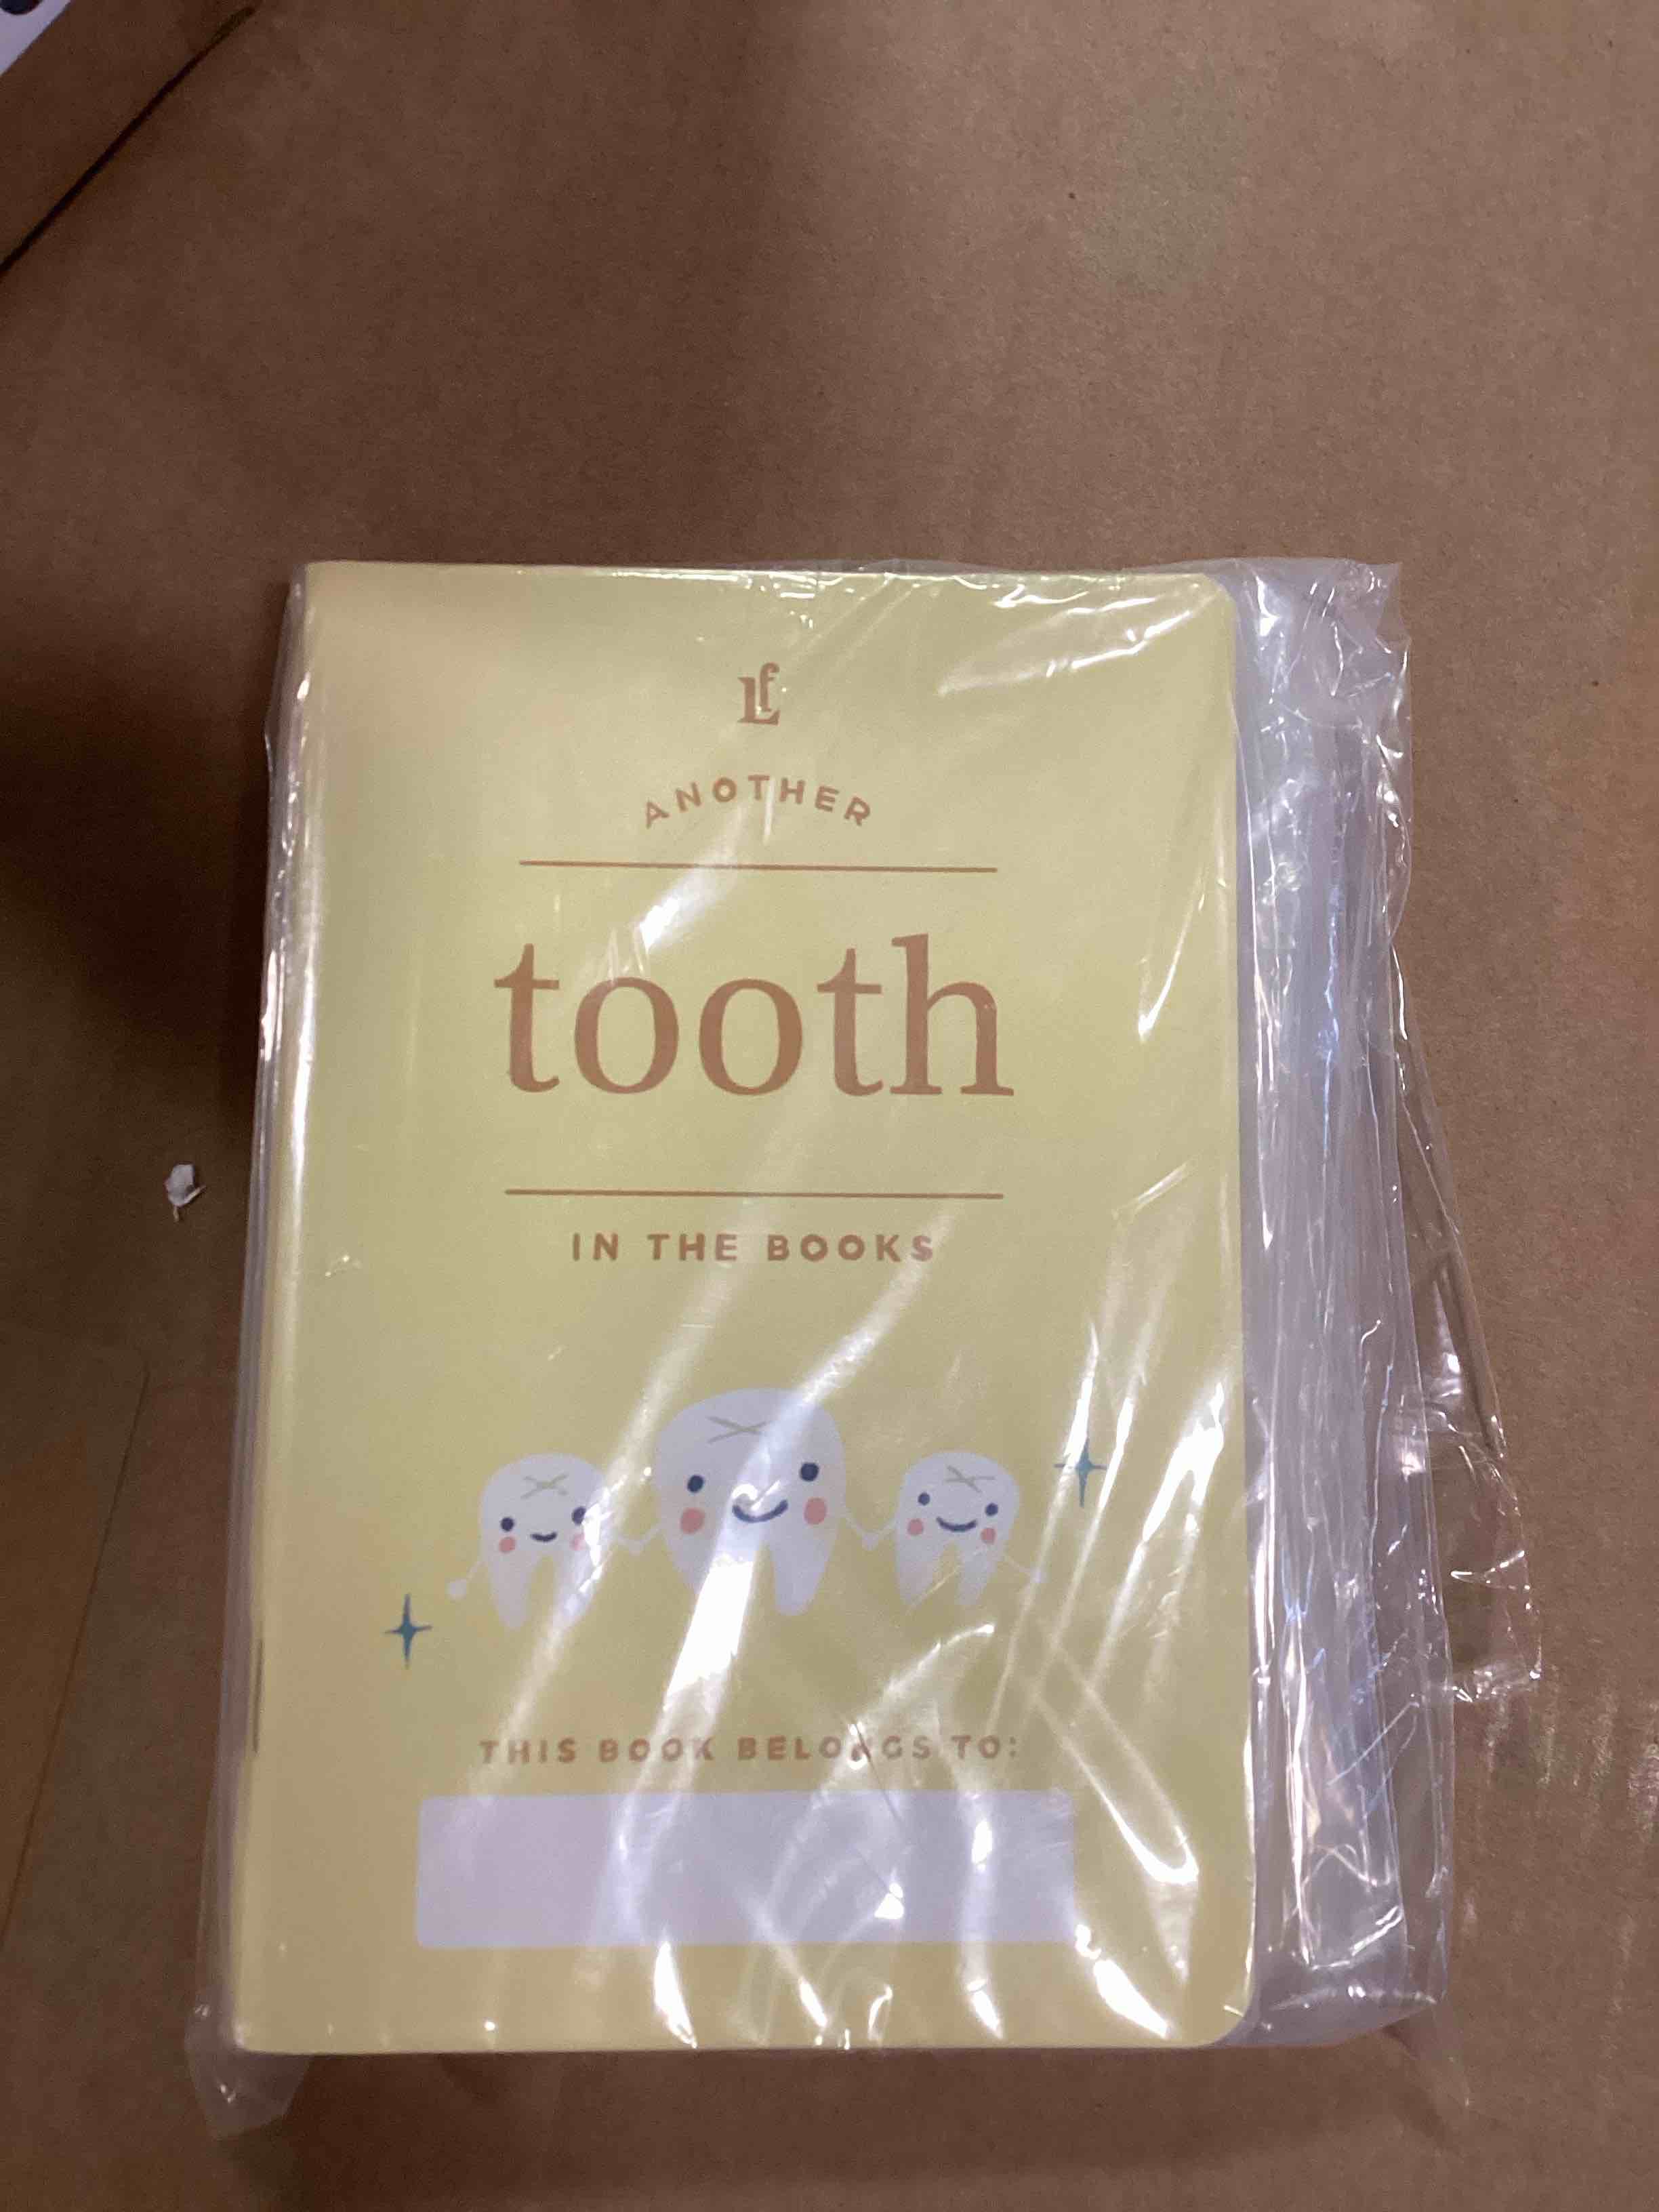 Lf
ANOTHER
tooth
IN THE BOOKS
THIS BOOK BELONGS TO: